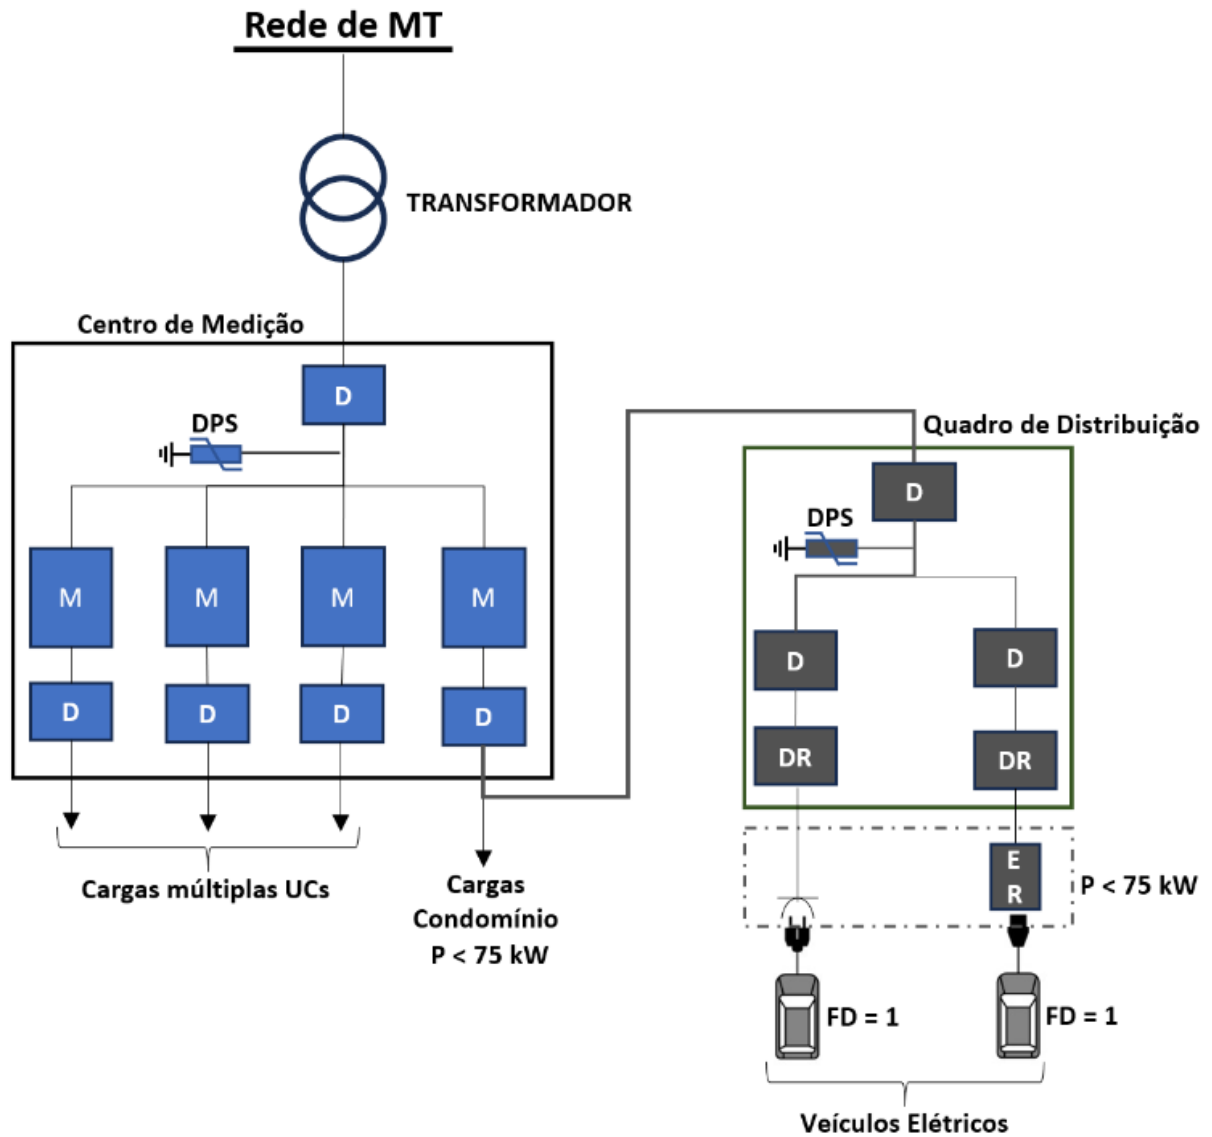 Rede de MT
TRANSFORMADOR
Centro de Medição
D
DPS
M
M
M
M
D
D
D
D
Cargas múltiplas UCs
Cargas
Condomínio
P < 75 kW
Quadro de Distribuição
D
DPS
D
D
DR
DR
E
R
P < 75 kW
FD = 1
FD = 1
Veículos Elétricos